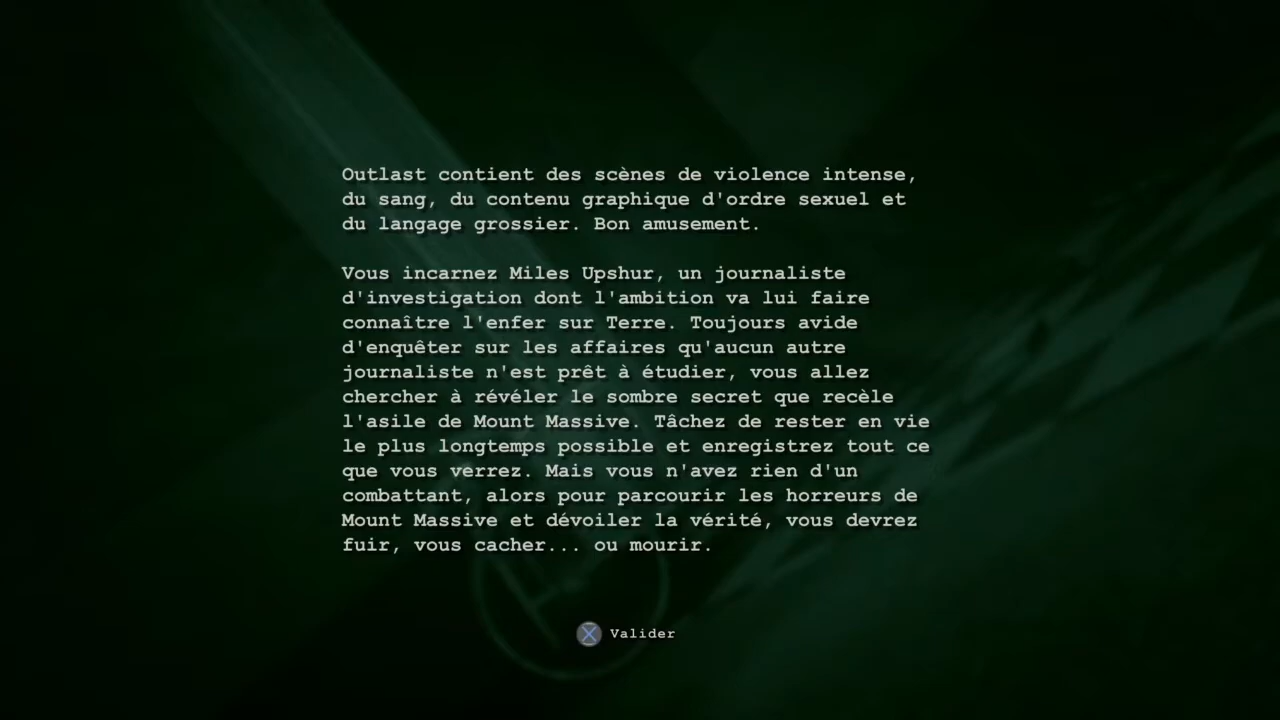 Outlast contient des scènes de violence intense,
du sang, du contenu graphique d'ordre sexuel et
du langage grossier. Bon amusement.
Vous incarnez Miles Upshur, un journaliste
d'investigation dont l'ambition va lui faire
connaître l'enfer sur Terre. Toujours avide
d'enquêter sur les affaires qu'aucun autre
journaliste n'est prêt à étudier, vous allez
chercher à révéler le sombre secret que recèle
l'asile de Mount Massive. Tâchez de rester en vie
le plus longtemps possible et enregistrez tout ce
que vous verrez. Mais vous n'avez rien d'un
combattant, alors pour parcourir les horreurs de
Mount Massive et dévoiler la vérité, vous devrez
fuir, vous cacher... ou mourir.
Valider